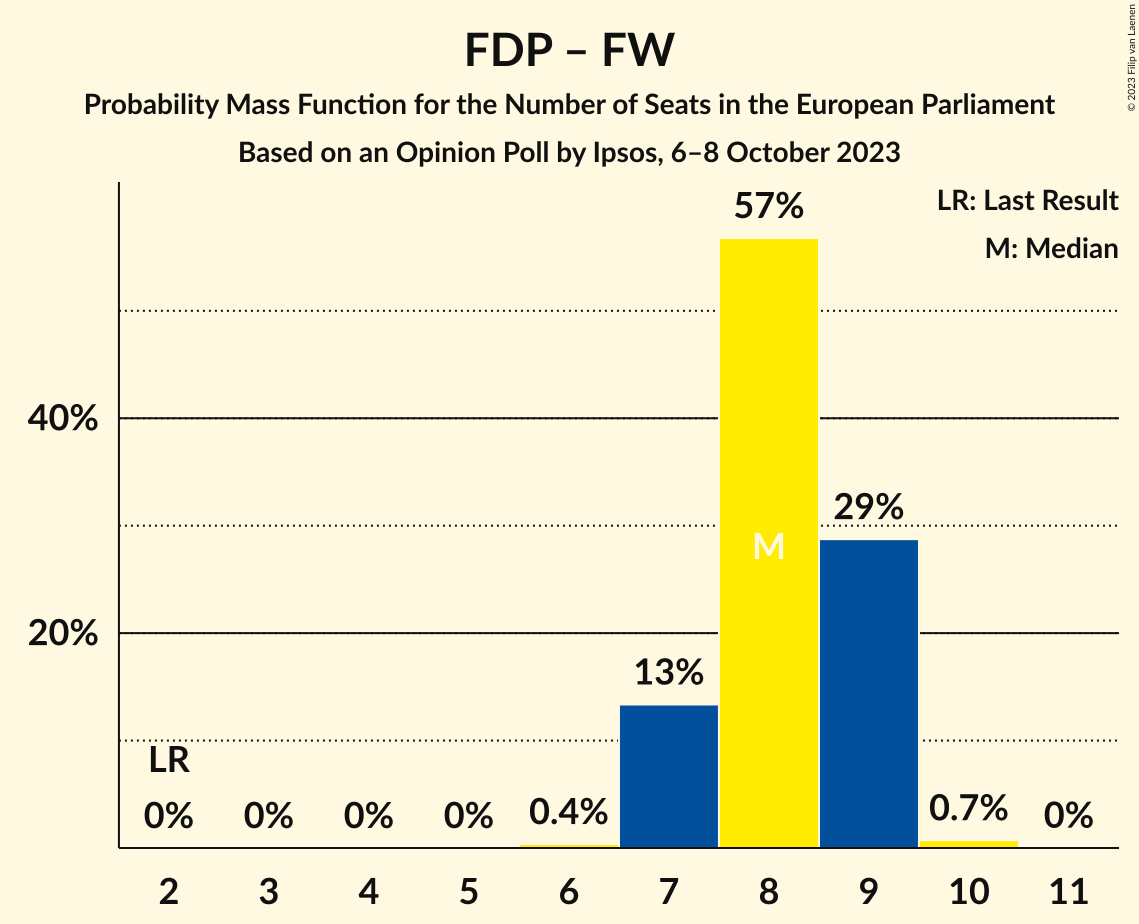 FDP – FW
Probability Mass Function for the Number of Seats in the European Parliament
Based on an Opinion Poll by Ipsos, 6–8 October 2023
© 2023 Filip van Laenen
LR: Last Result
M: Median
57%
40%
29%
M
20%
13%
LR
0% 0% 0% 0% 0.4% 0.7% 0%
2 3 4 5 6 7 8 9 10 11